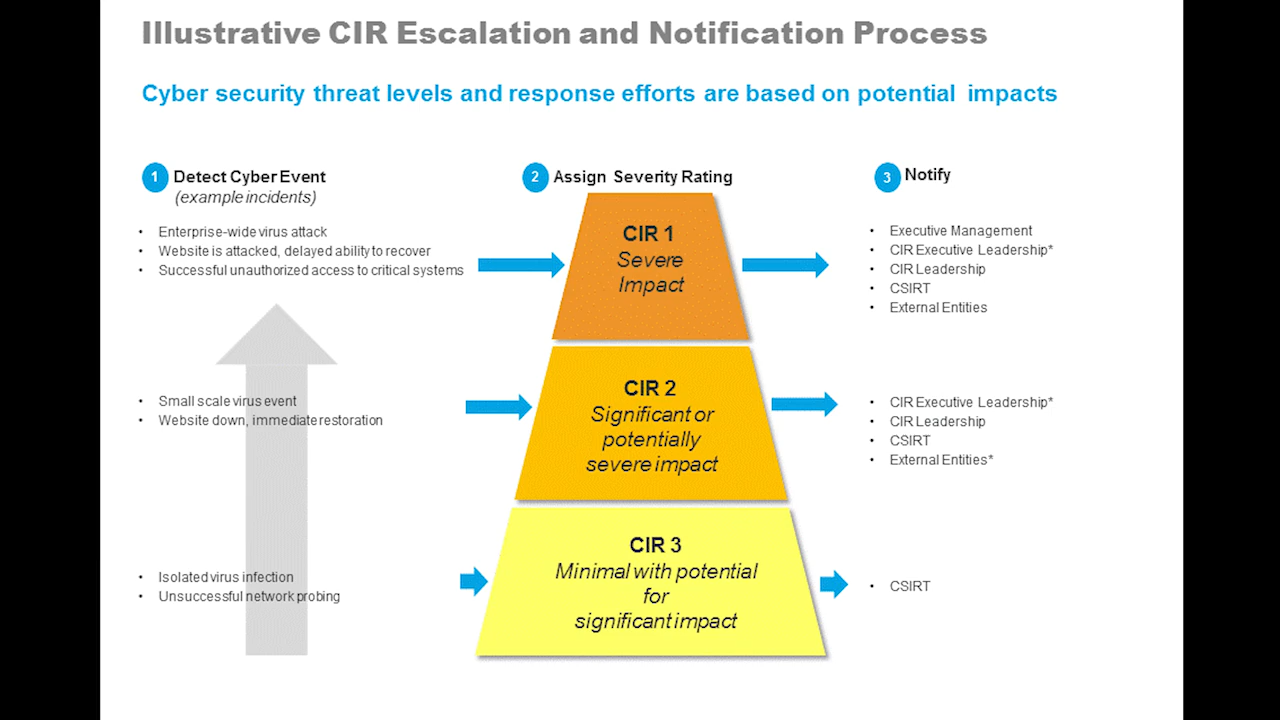 Illustrative CIR Escalation and Notification Process
Cyber security threat levels and response efforts are based on potential impacts
1 Detect Cyber Event
(example incidents)
• Enterprise-wide virus attack
• Website is attacked, delayed ability to recover
• Successful unauthorized access to critical systems
• Small scale virus event
• Website down, immediate restoration
• Isolated virus infection
• Unsuccessful network probing
2 Assign Severity Rating
CIR 1
Severe
Impact
CIR 2
Significant or
potentially
severe impact
CIR 3
Minimal with potential
for
significant impact
3 Notify
• Executive Management
• CIR Executive Leadership*
• CIR Leadership
• CSIRT
• External Entities
• CIR Executive Leadership*
• CIR Leadership
• CSIRT
• External Entities*
• CSIRT